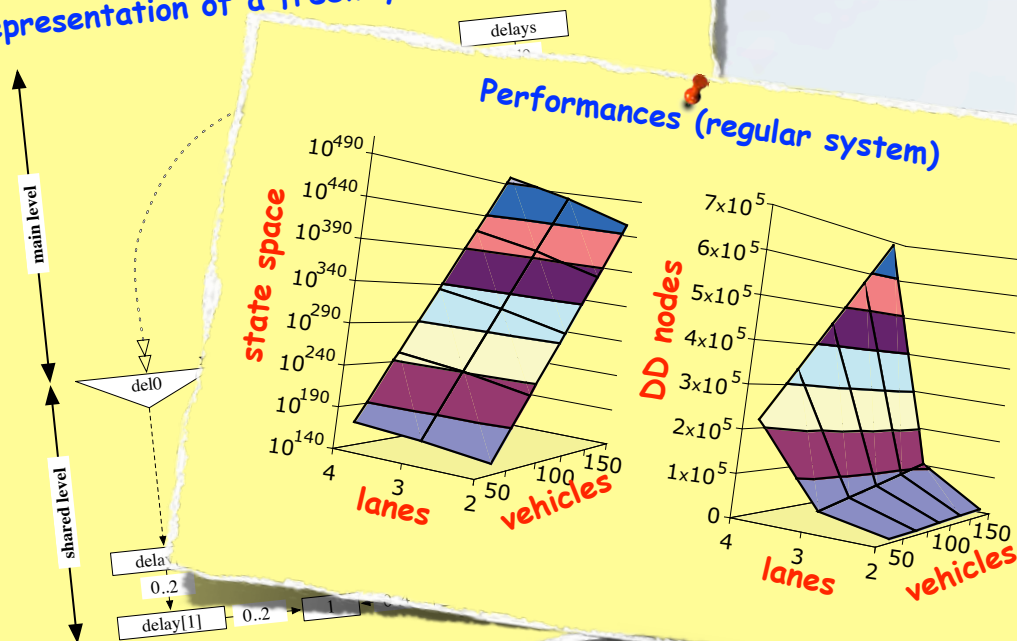 epresentation of a
delays
main level
shared level
del0
0..2
delay[1]
0..2
1
Performances (regular system)
state space
10^490
10^440
10^390
10^340
10^290
10^240
10^190
10^140
4
3
2
lanes
50
100
150
vehicles
DD nodes
7x10^5
6x10^5
5x10^5
4x10^5
3x10^5
2x10^5
1x10^5
0
4
3
2
lanes
50
100
150
vehicles